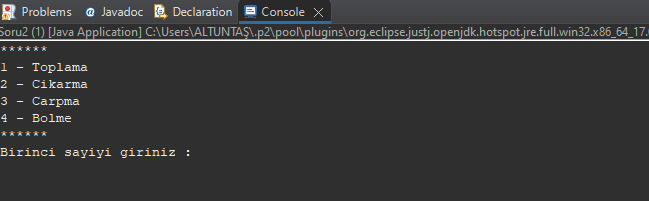 Problems @ Javadoc Declaration Console
Soru2 (1) [Java Application] C:\Users\ALTUNTAŞ\.p2\pool\plugins\org.eclipse.justj.openjdk.hotspot.jre.full.win32.x86_64_17.
******
1 - Toplama
2 - Cikarma
3 - Carpma
4 - Bolme
******
Birinci sayiyi giriniz :